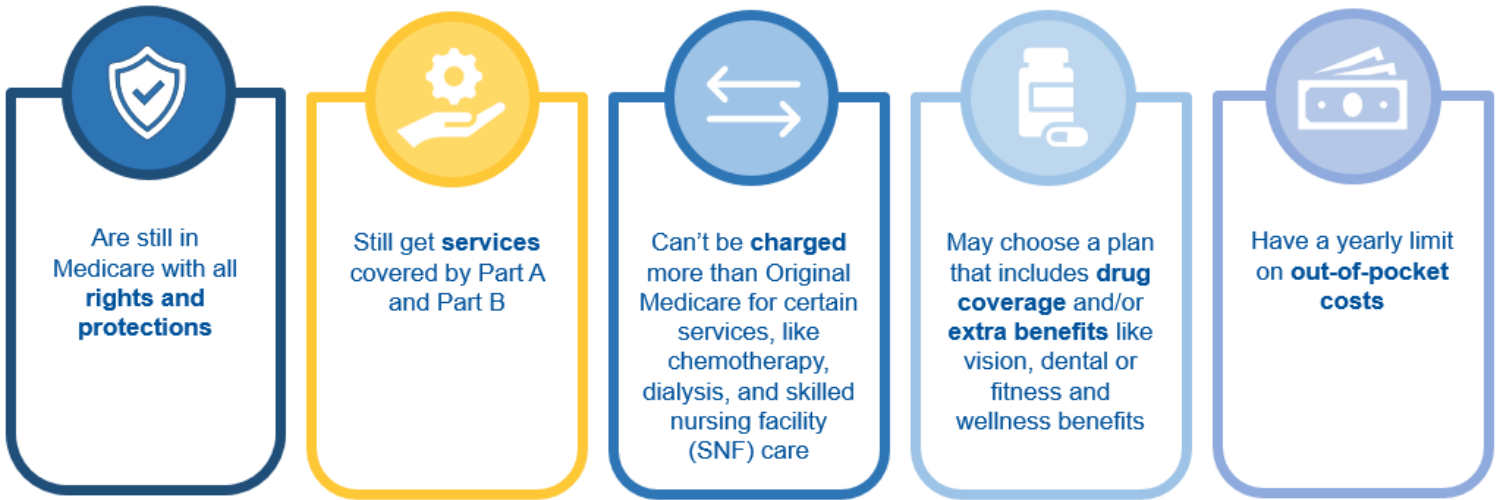 Are still in
Medicare with all
rights and
protections
Still get services
covered by Part A
and Part B
Can’t be charged
more than Original
Medicare for certain
services, like
chemotherapy,
dialysis, and skilled
nursing facility
(SNF) care
May choose a plan
that includes drug
coverage and/or
extra benefits like
vision, dental or
fitness and
wellness benefits
Have a yearly limit
on out-of-pocket
costs